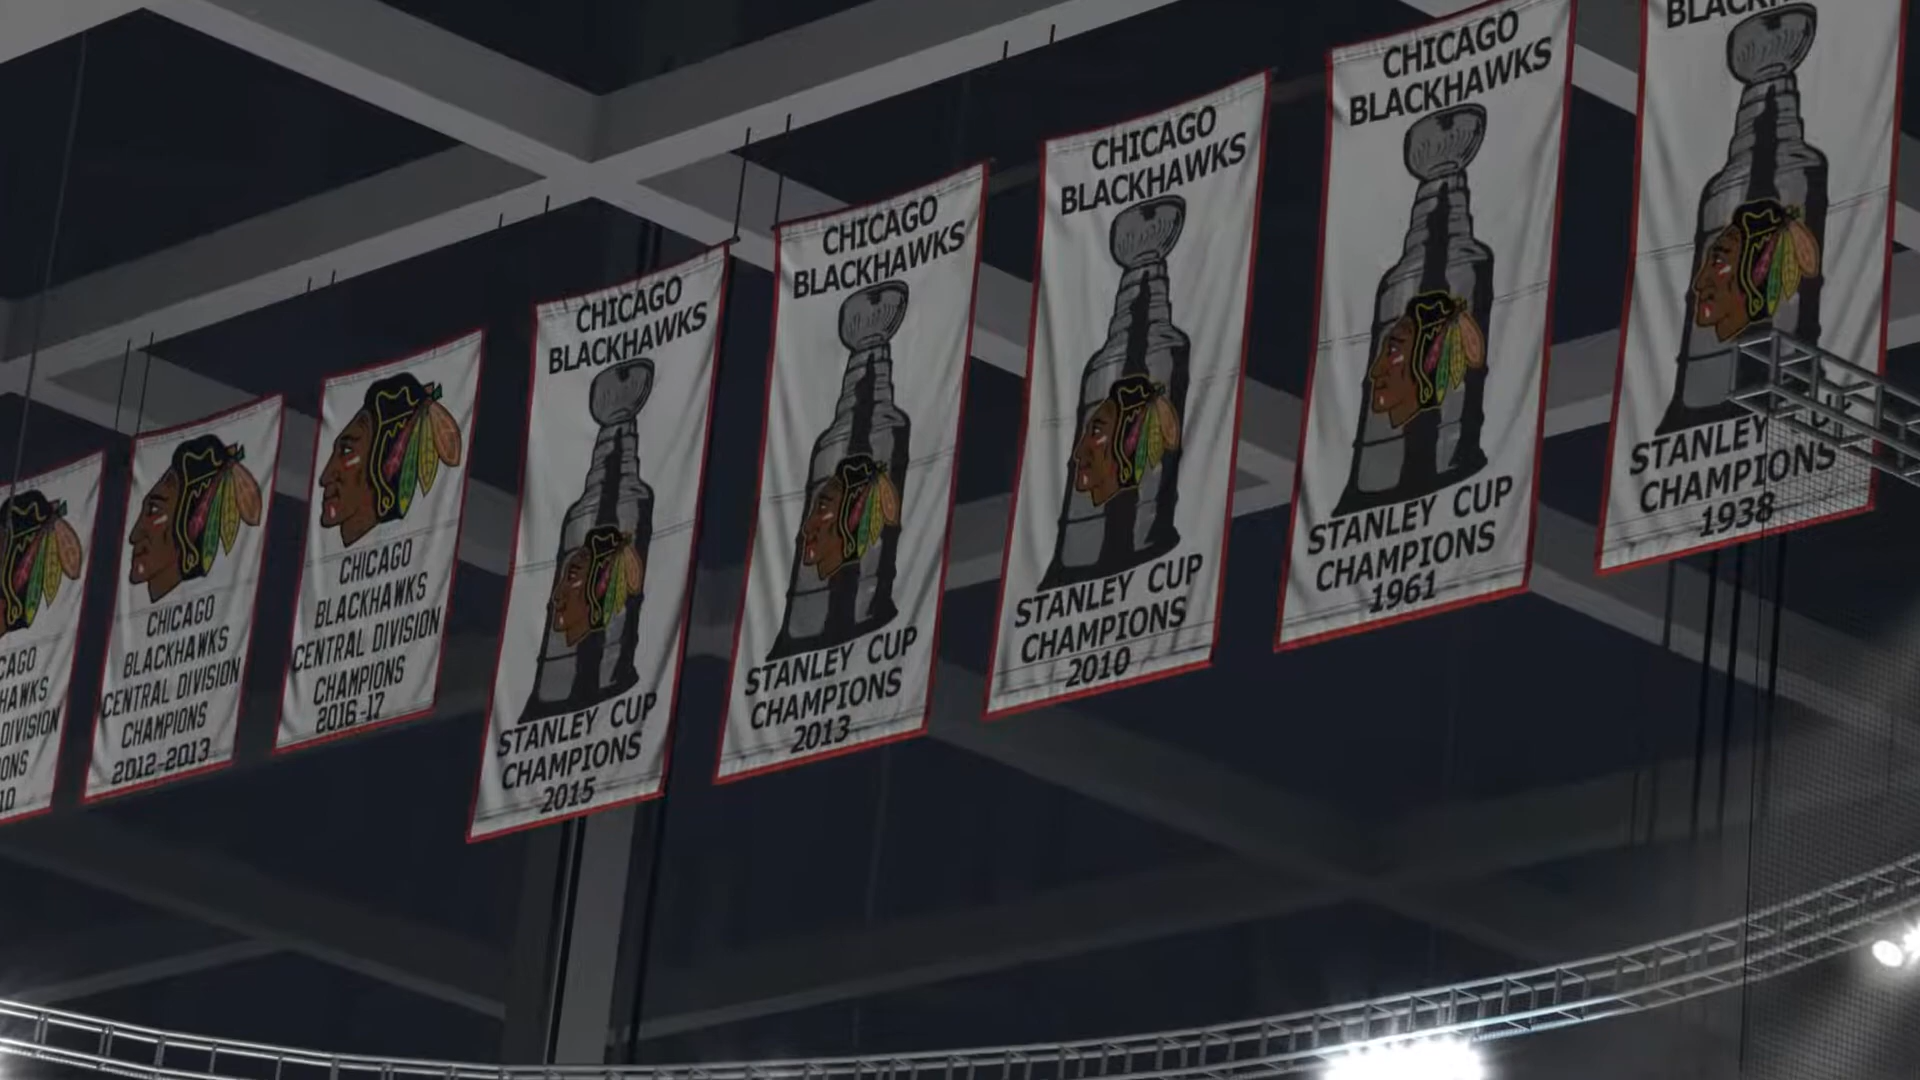 CAGO
HAWKS
DIVISION
ONS
10
CHICAGO
BLACKHAWKS
CENTRAL DIVISION
CHAMPIONS
2012-2013
CHICAGO
BLACKHAWKS
CENTRAL DIVISION
CHAMPIONS
2016-17
CHICAGO
BLACKHAWKS
STANLEY CUP
CHAMPIONS
2015
CHICAGO
BLACKHAWKS
STANLEY CUP
CHAMPIONS
2013
CHICAGO
BLACKHAWKS
STANLEY CUP
CHAMPIONS
2010
CHICAGO
BLACKHAWKS
STANLEY CUP
CHAMPIONS
1961
STANLEY CUP
CHAMPIONS
1938